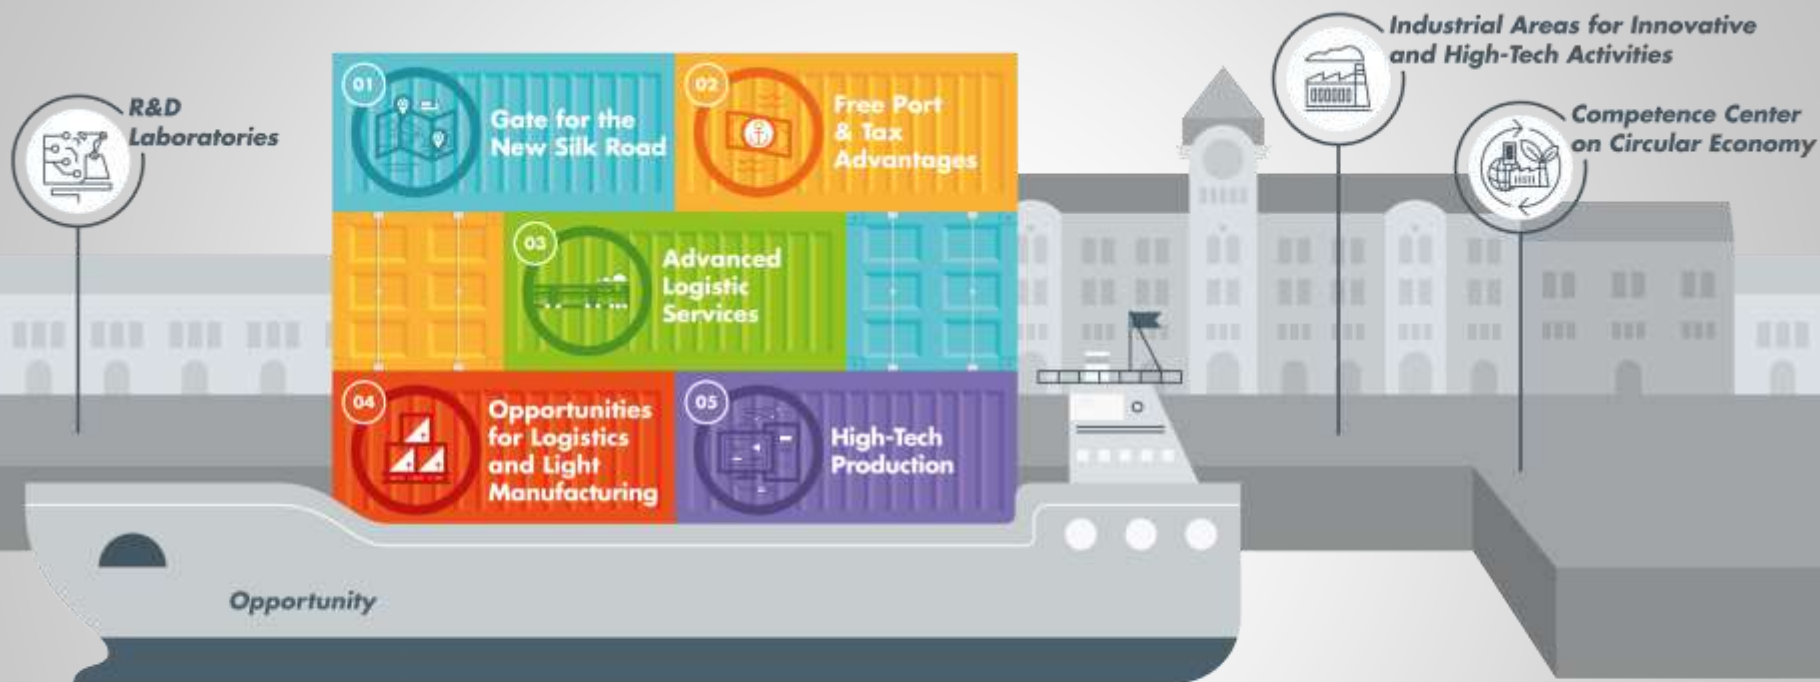 R&D
Laboratories
01
Gate for the
New Silk Road
02
Free Port
& Tax
Advantages
03
Advanced
Logistic
Services
04
Opportunities
for Logistics
and Light
Manufacturing
05
High-Tech
Production
Industrial Areas for Innovative
and High-Tech Activities
Competence Center
on Circular Economy
Opportunity